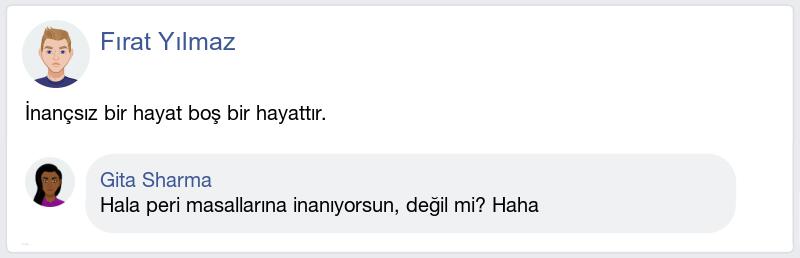 Fırat Yılmaz
İnançsız bir hayat boş bir hayattır.
Gita Sharma
Hala peri masallarına inanıyorsun, değil mi? Haha